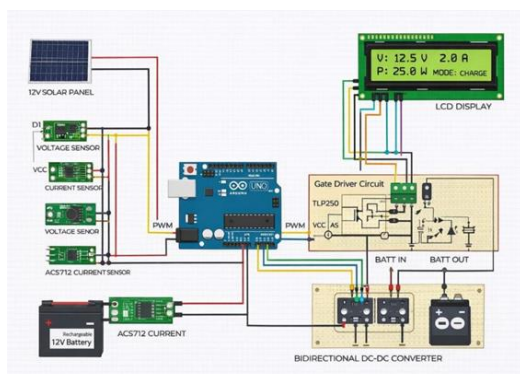 V: 12.5 V 2.0 A
P: 25.0 W MODE: CHARGE
LCD DISPLAY
12V SOLAR PANEL
D1
VOLTAGE SENSOR
VCC
CURRENT SENSOR
VOLTAGE SENOR
ACS712 CURRENT SENSOR
PWM
UNO
ARDUINO
PWM
Gate Driver Circuit
TLP250
VCC AS
BATT IN
BATT OUT
Rechargeable
12V Battery
ACS712 CURRENT
BIDIRECTIONAL DC-DC CONVERTER